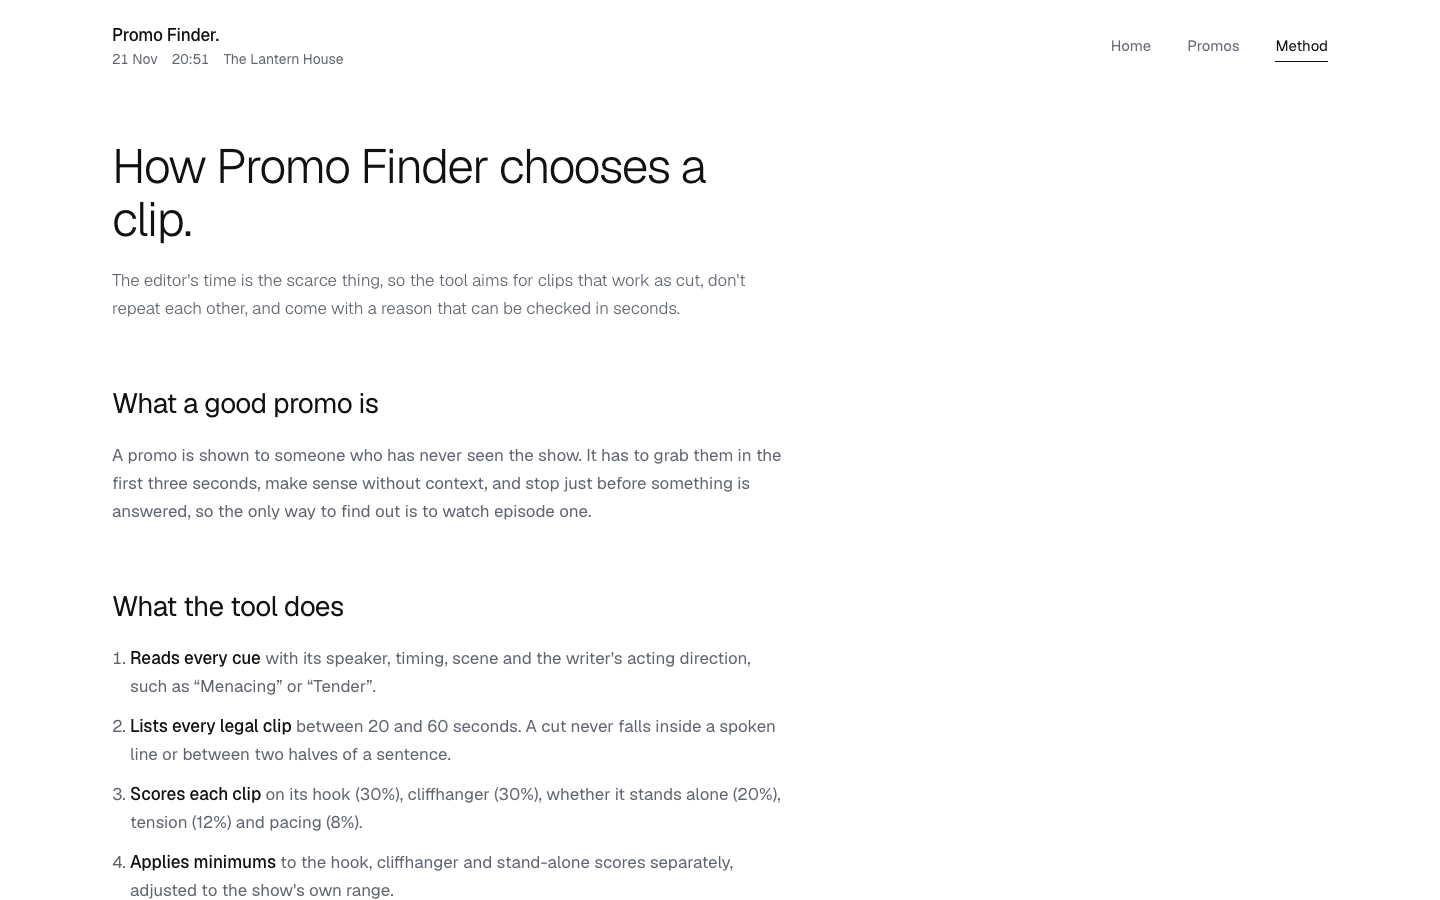 Promo Finder.
21 Nov 20:51 The Lantern House
Home Promos Method
How Promo Finder chooses a
clip.
The editor's time is the scarce thing, so the tool aims for clips that work as cut, don't
repeat each other, and come with a reason that can be checked in seconds.
What a good promo is
A promo is shown to someone who has never seen the show. It has to grab them in the
first three seconds, make sense without context, and stop just before something is
answered, so the only way to find out is to watch episode one.
What the tool does
1. Reads every cue with its speaker, timing, scene and the writer's acting direction,
such as “Menacing” or “Tender”.
2. Lists every legal clip between 20 and 60 seconds. A cut never falls inside a spoken
line or between two halves of a sentence.
3. Scores each clip on its hook (30%), cliffhanger (30%), whether it stands alone (20%),
tension (12%) and pacing (8%).
4. Applies minimums to the hook, cliffhanger and stand-alone scores separately,
adjusted to the show's own range.